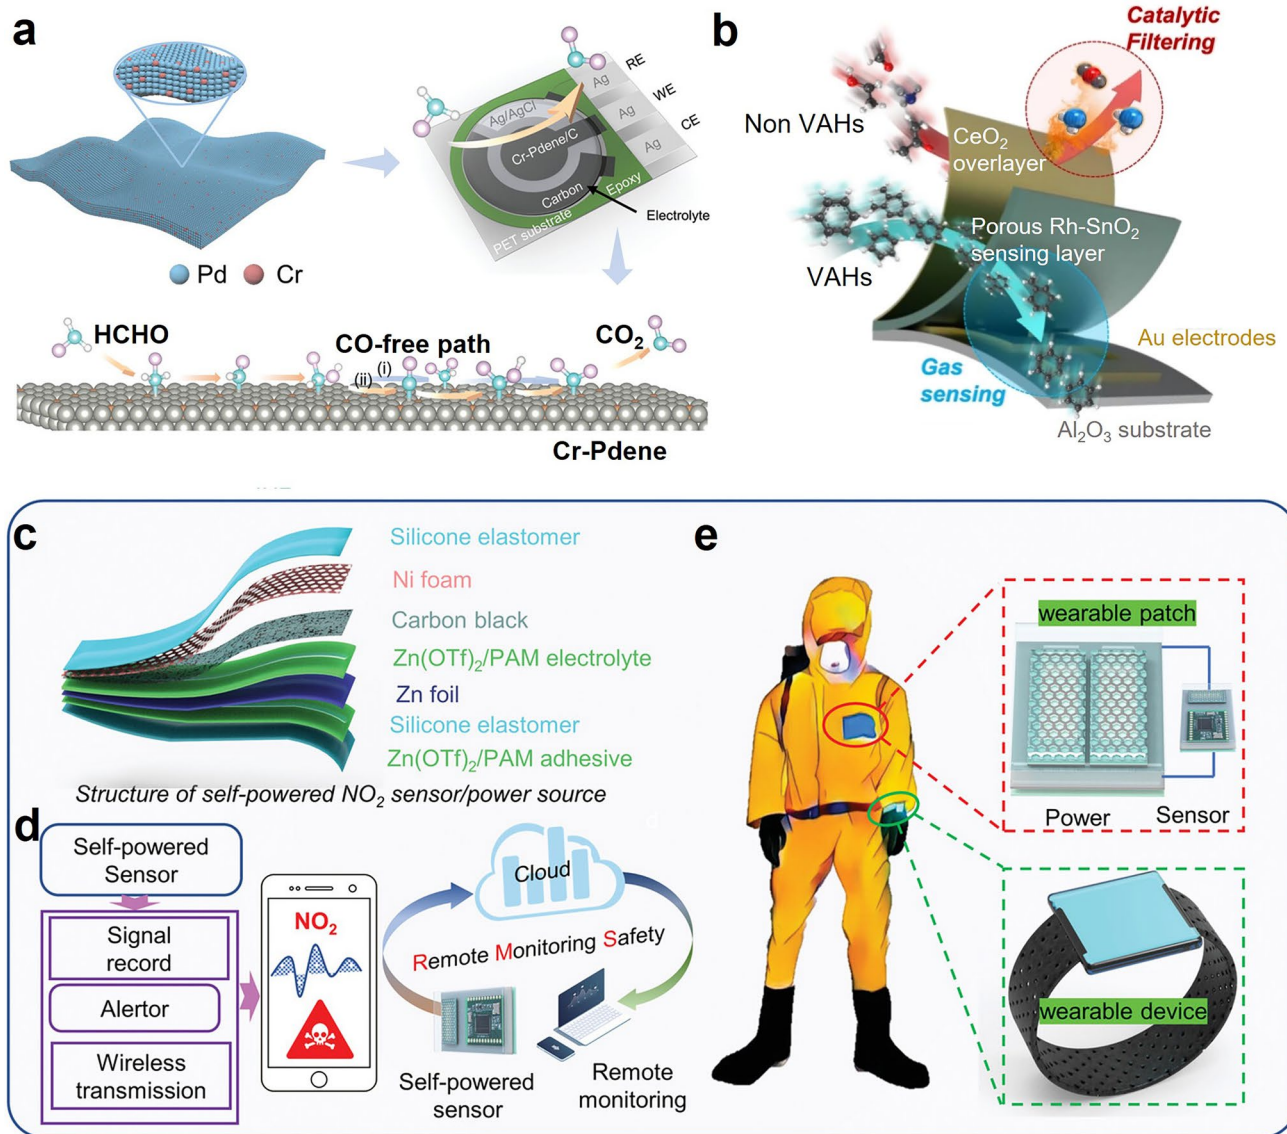 a
Pd
Cr
RE
WE
CE
Ag
Ag
Ag
Ag/AgCl
Cr-Pdene/C
Carbon
Epoxy
PET substrate
Electrolyte
HCHO
CO-free path
(i)
(ii)
CO2
Cr-Pdene
b
Catalytic
Filtering
Non VAHs
CeO2
overlayer
VAHs
Porous Rh-SnO2
sensing layer
Au electrodes
Gas
sensing
Al2O3 substrate
c
Silicone elastomer
Ni foam
Carbon black
Zn(OTf)2/PAM electrolyte
Zn foil
Silicone elastomer
Zn(OTf)2/PAM adhesive
Structure of self-powered NO2 sensor/power source
d
Self-powered
Sensor
Signal
record
Alertor
Wireless
transmission
NO2
Cloud
Remote Monitoring Safety
Self-powered
sensor
Remote
monitoring
e
wearable patch
Power
Sensor
wearable device